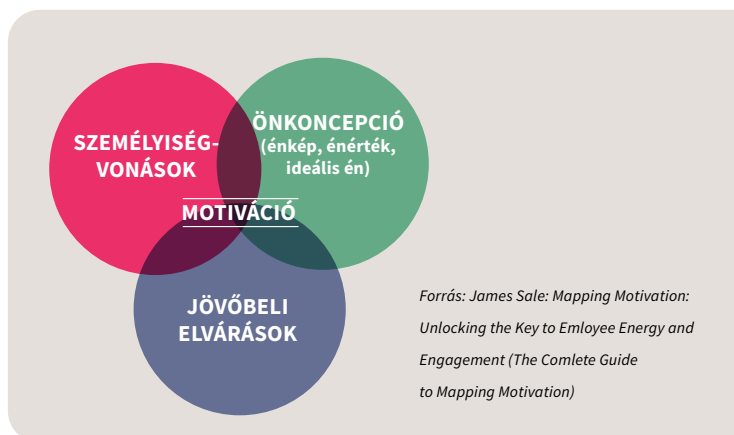 SZEMÉLYISÉG-
VONÁSOK
ÖNKONCEPCIÓ
(énkép, énérték,
ideális én)
MOTIVÁCIÓ
JÖVŐBELI
ELVÁRÁSOK
Forrás: James Sale: Mapping Motivation:
Unlocking the Key to Emloyee Energy and
Engagement (The Comlete Guide
to Mapping Motivation)